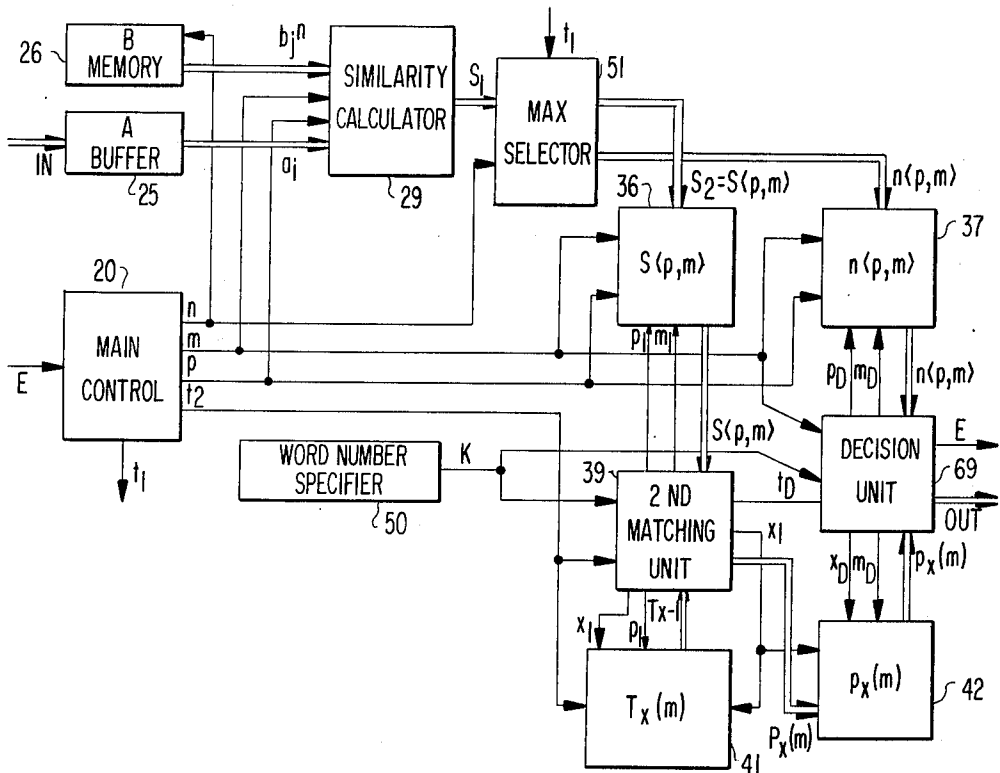 26
B
MEMORY
bjⁿ
IN
A
BUFFER
25
ai
SIMILARITY
CALCULATOR
29
S1
t1
51
MAX
SELECTOR
S2=S⟨p,m⟩
n⟨p,m⟩
36
S⟨p,m⟩
37
n⟨p,m⟩
20
MAIN
CONTROL
E
n
m
p
t2
t1
p1 m1
S⟨p,m⟩
pD mD
n⟨p,m⟩
WORD NUMBER
SPECIFIER
50
K
39
2 ND
MATCHING
UNIT
tD
x1
DECISION
UNIT
E
69
OUT
x1
p1
Tx-1
Tx(m)
41
Px(m)
xD mD
px(m)
px(m)
42